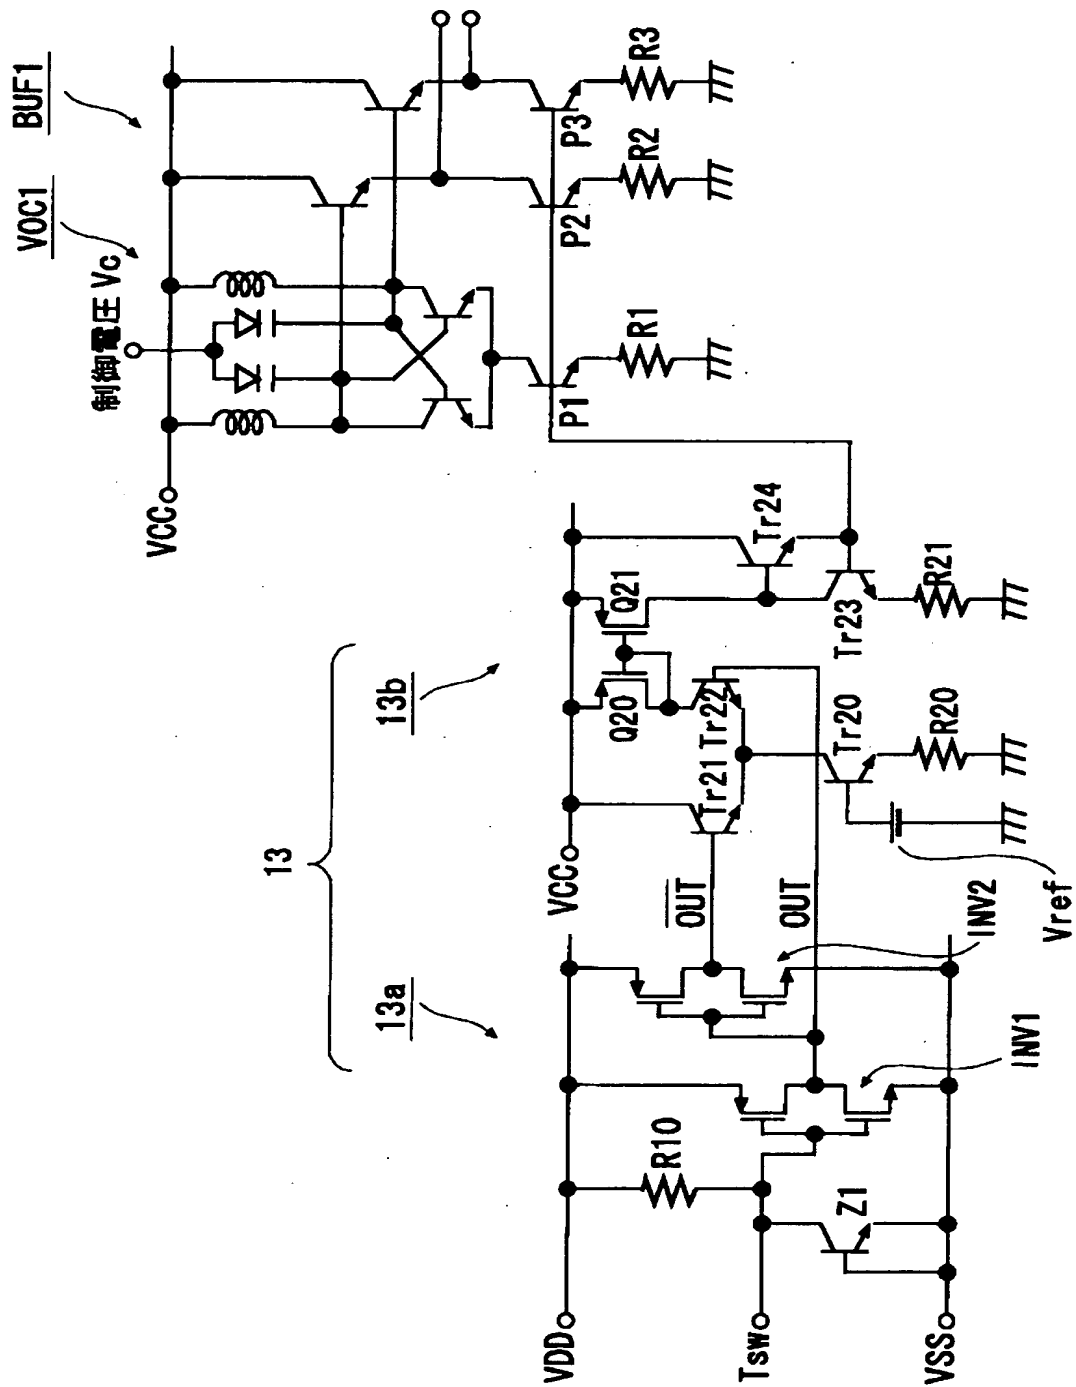 BUF1
VOC1
制御電圧 Vc
VCC
P1
P2
P3
R1
R2
R3
13
13a
13b
VCC
Q20
Q21
Tr21
Tr22
Tr24
Tr23
R21
Tr20
R20
Vref
OUT
OUT
INV2
INV1
VDD
R10
Tsw
Z1
VSS